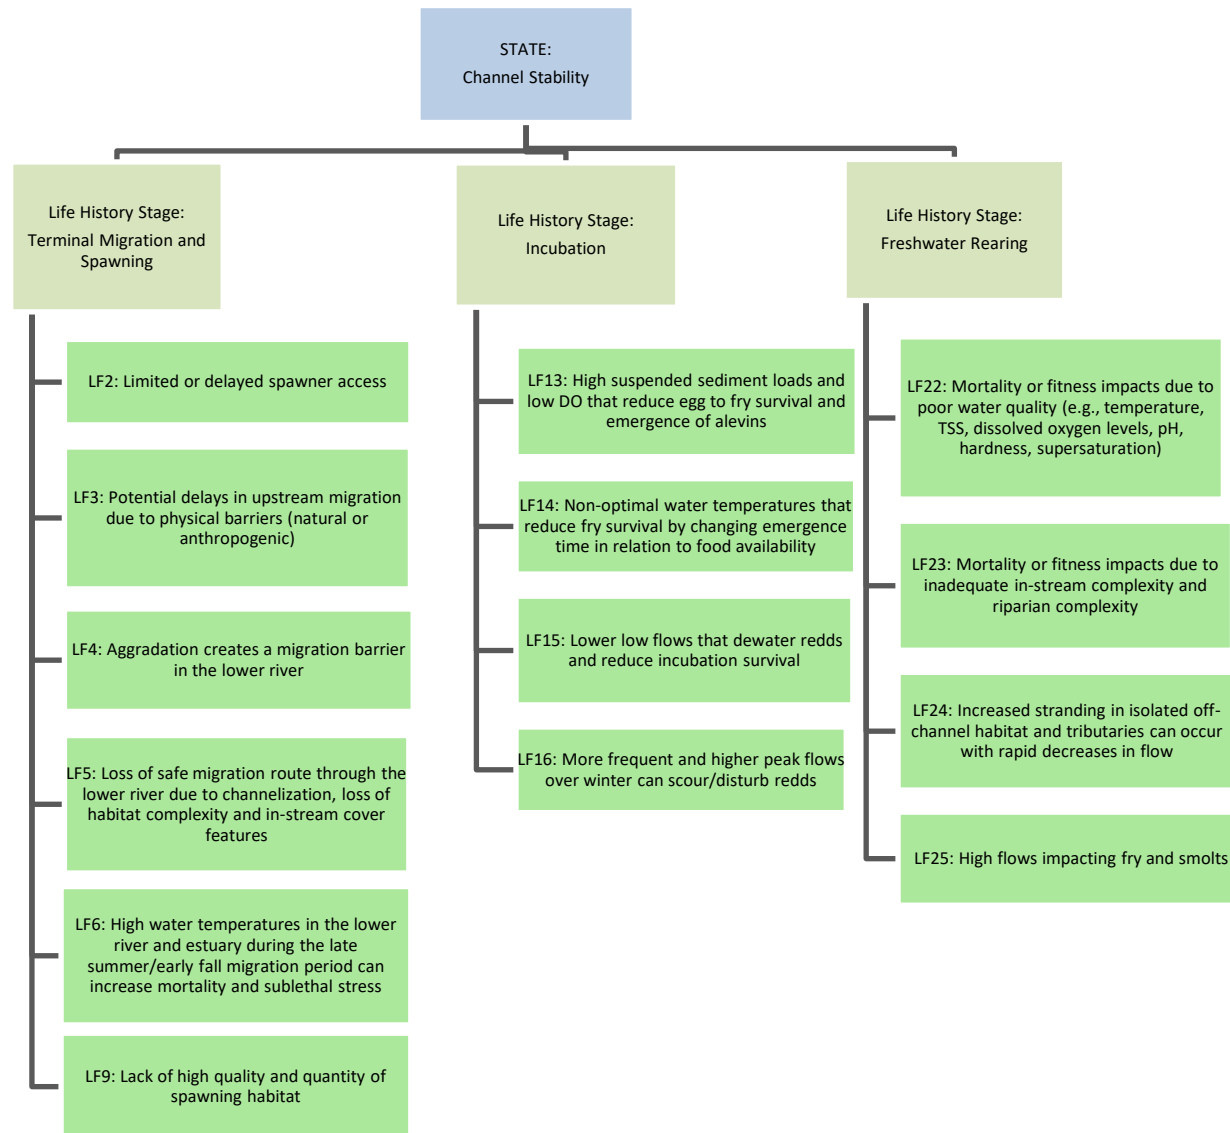 STATE:
Channel Stability
Life History Stage:
Terminal Migration and
Spawning
LF2: Limited or delayed spawner access
LF3: Potential delays in upstream migration
due to physical barriers (natural or
anthropogenic)
LF4: Aggradation creates a migration barrier
in the lower river
LF5: Loss of safe migration route through the
lower river due to channelization, loss of
habitat complexity and in-stream cover
features
LF6: High water temperatures in the lower
river and estuary during the late
summer/early fall migration period can
increase mortality and sublethal stress
LF9: Lack of high quality and quantity of
spawning habitat
Life History Stage:
Incubation
LF13: High suspended sediment loads and
low DO that reduce egg to fry survival and
emergence of alevins
LF14: Non-optimal water temperatures that
reduce fry survival by changing emergence
time in relation to food availability
LF15: Lower low flows that dewater redds
and reduce incubation survival
LF16: More frequent and higher peak flows
over winter can scour/disturb redds
Life History Stage:
Freshwater Rearing
LF22: Mortality or fitness impacts due to
poor water quality (e.g., temperature,
TSS, dissolved oxygen levels, pH,
hardness, supersaturation)
LF23: Mortality or fitness impacts due to
inadequate in-stream complexity and
riparian complexity
LF24: Increased stranding in isolated off-
channel habitat and tributaries can occur
with rapid decreases in flow
LF25: High flows impacting fry and smolts